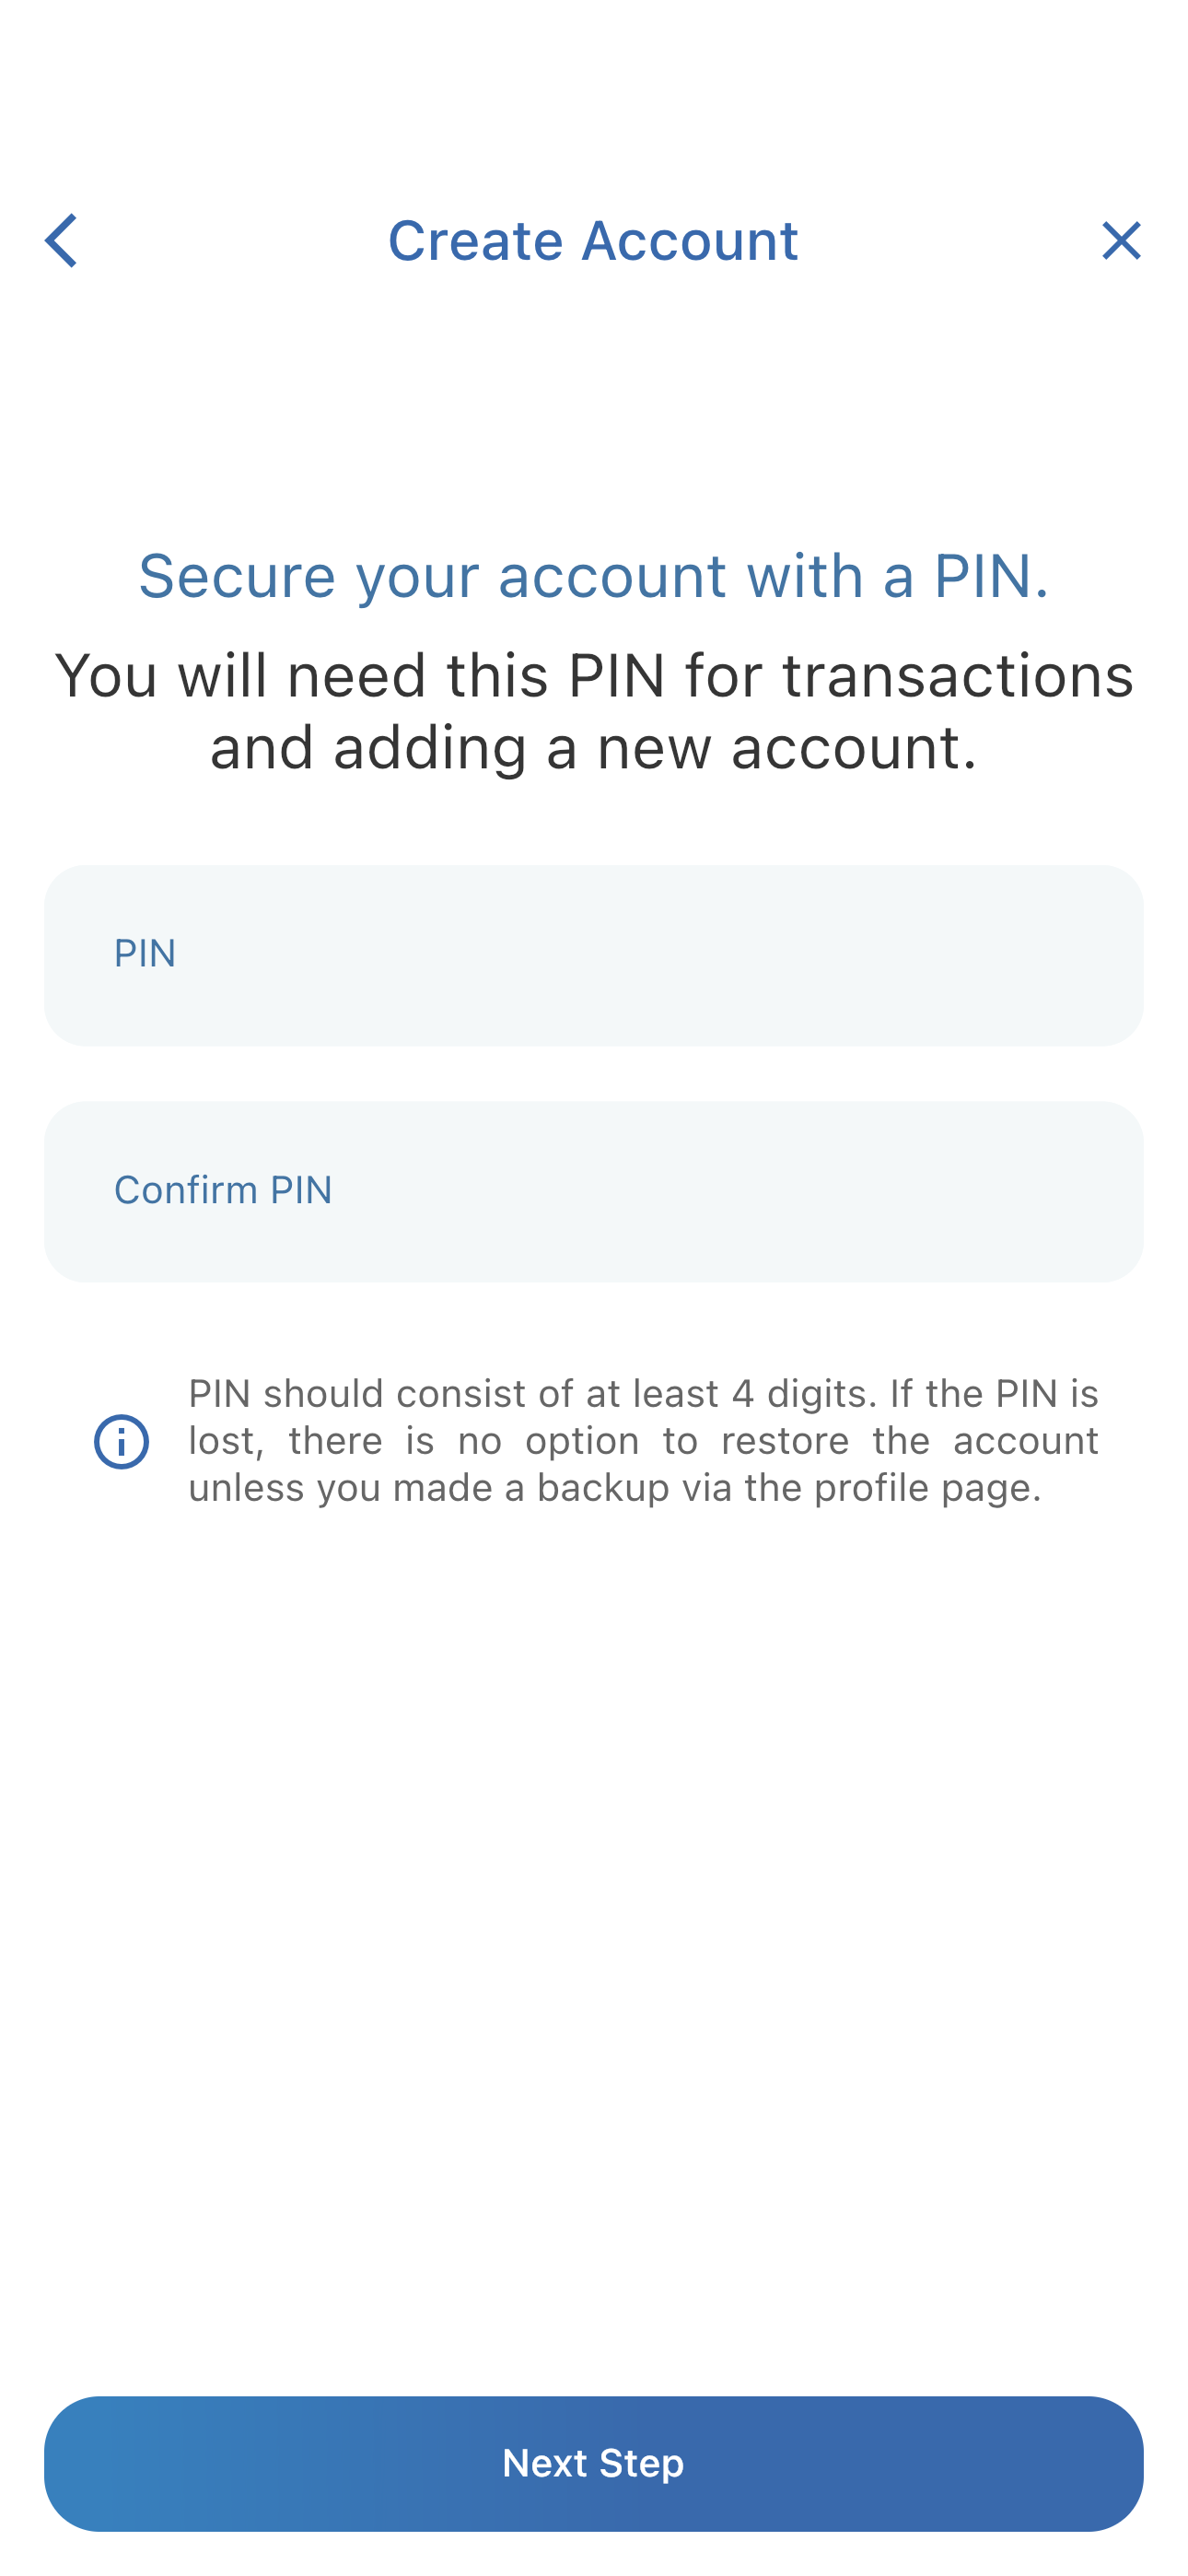 Create Account
Secure your account with a PIN.
You will need this PIN for transactions
and adding a new account.
PIN
Confirm PIN
PIN should consist of at least 4 digits. If the PIN is
lost, there is no option to restore the account
unless you made a backup via the profile page.
Next Step